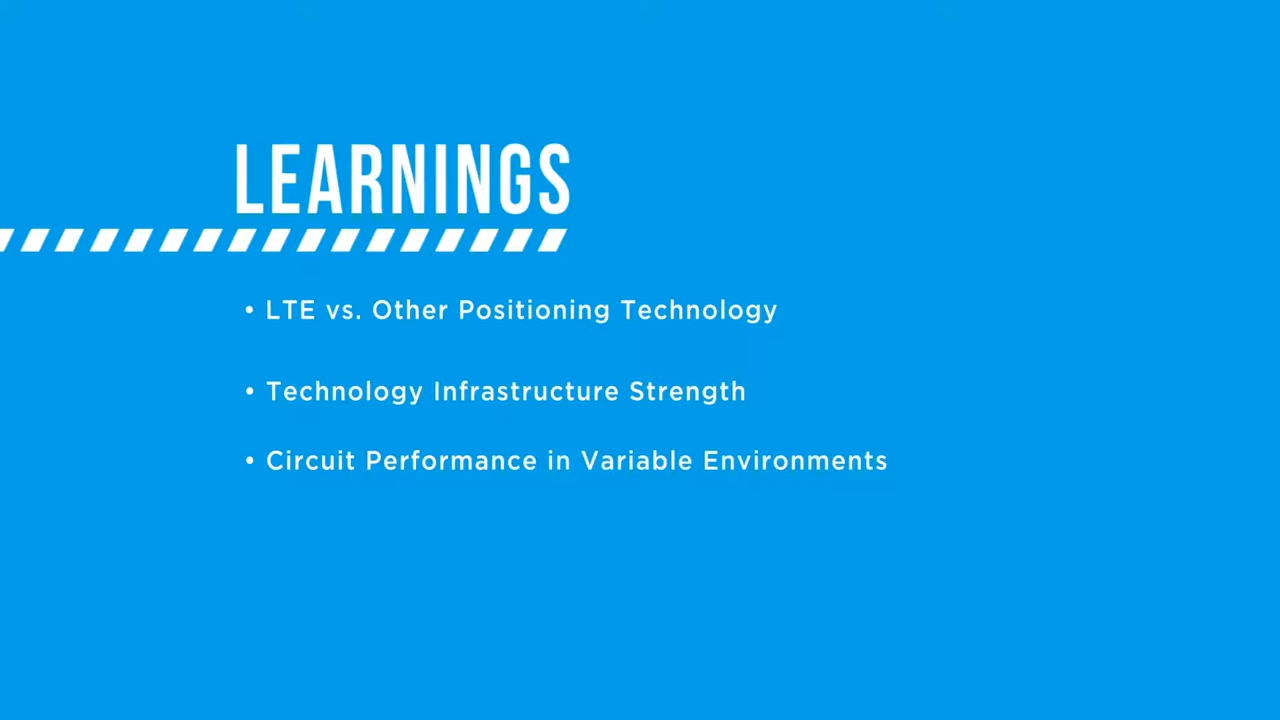 LEARNINGS
• LTE vs. Other Positioning Technology
• Technology Infrastructure Strength
• Circuit Performance in Variable Environments